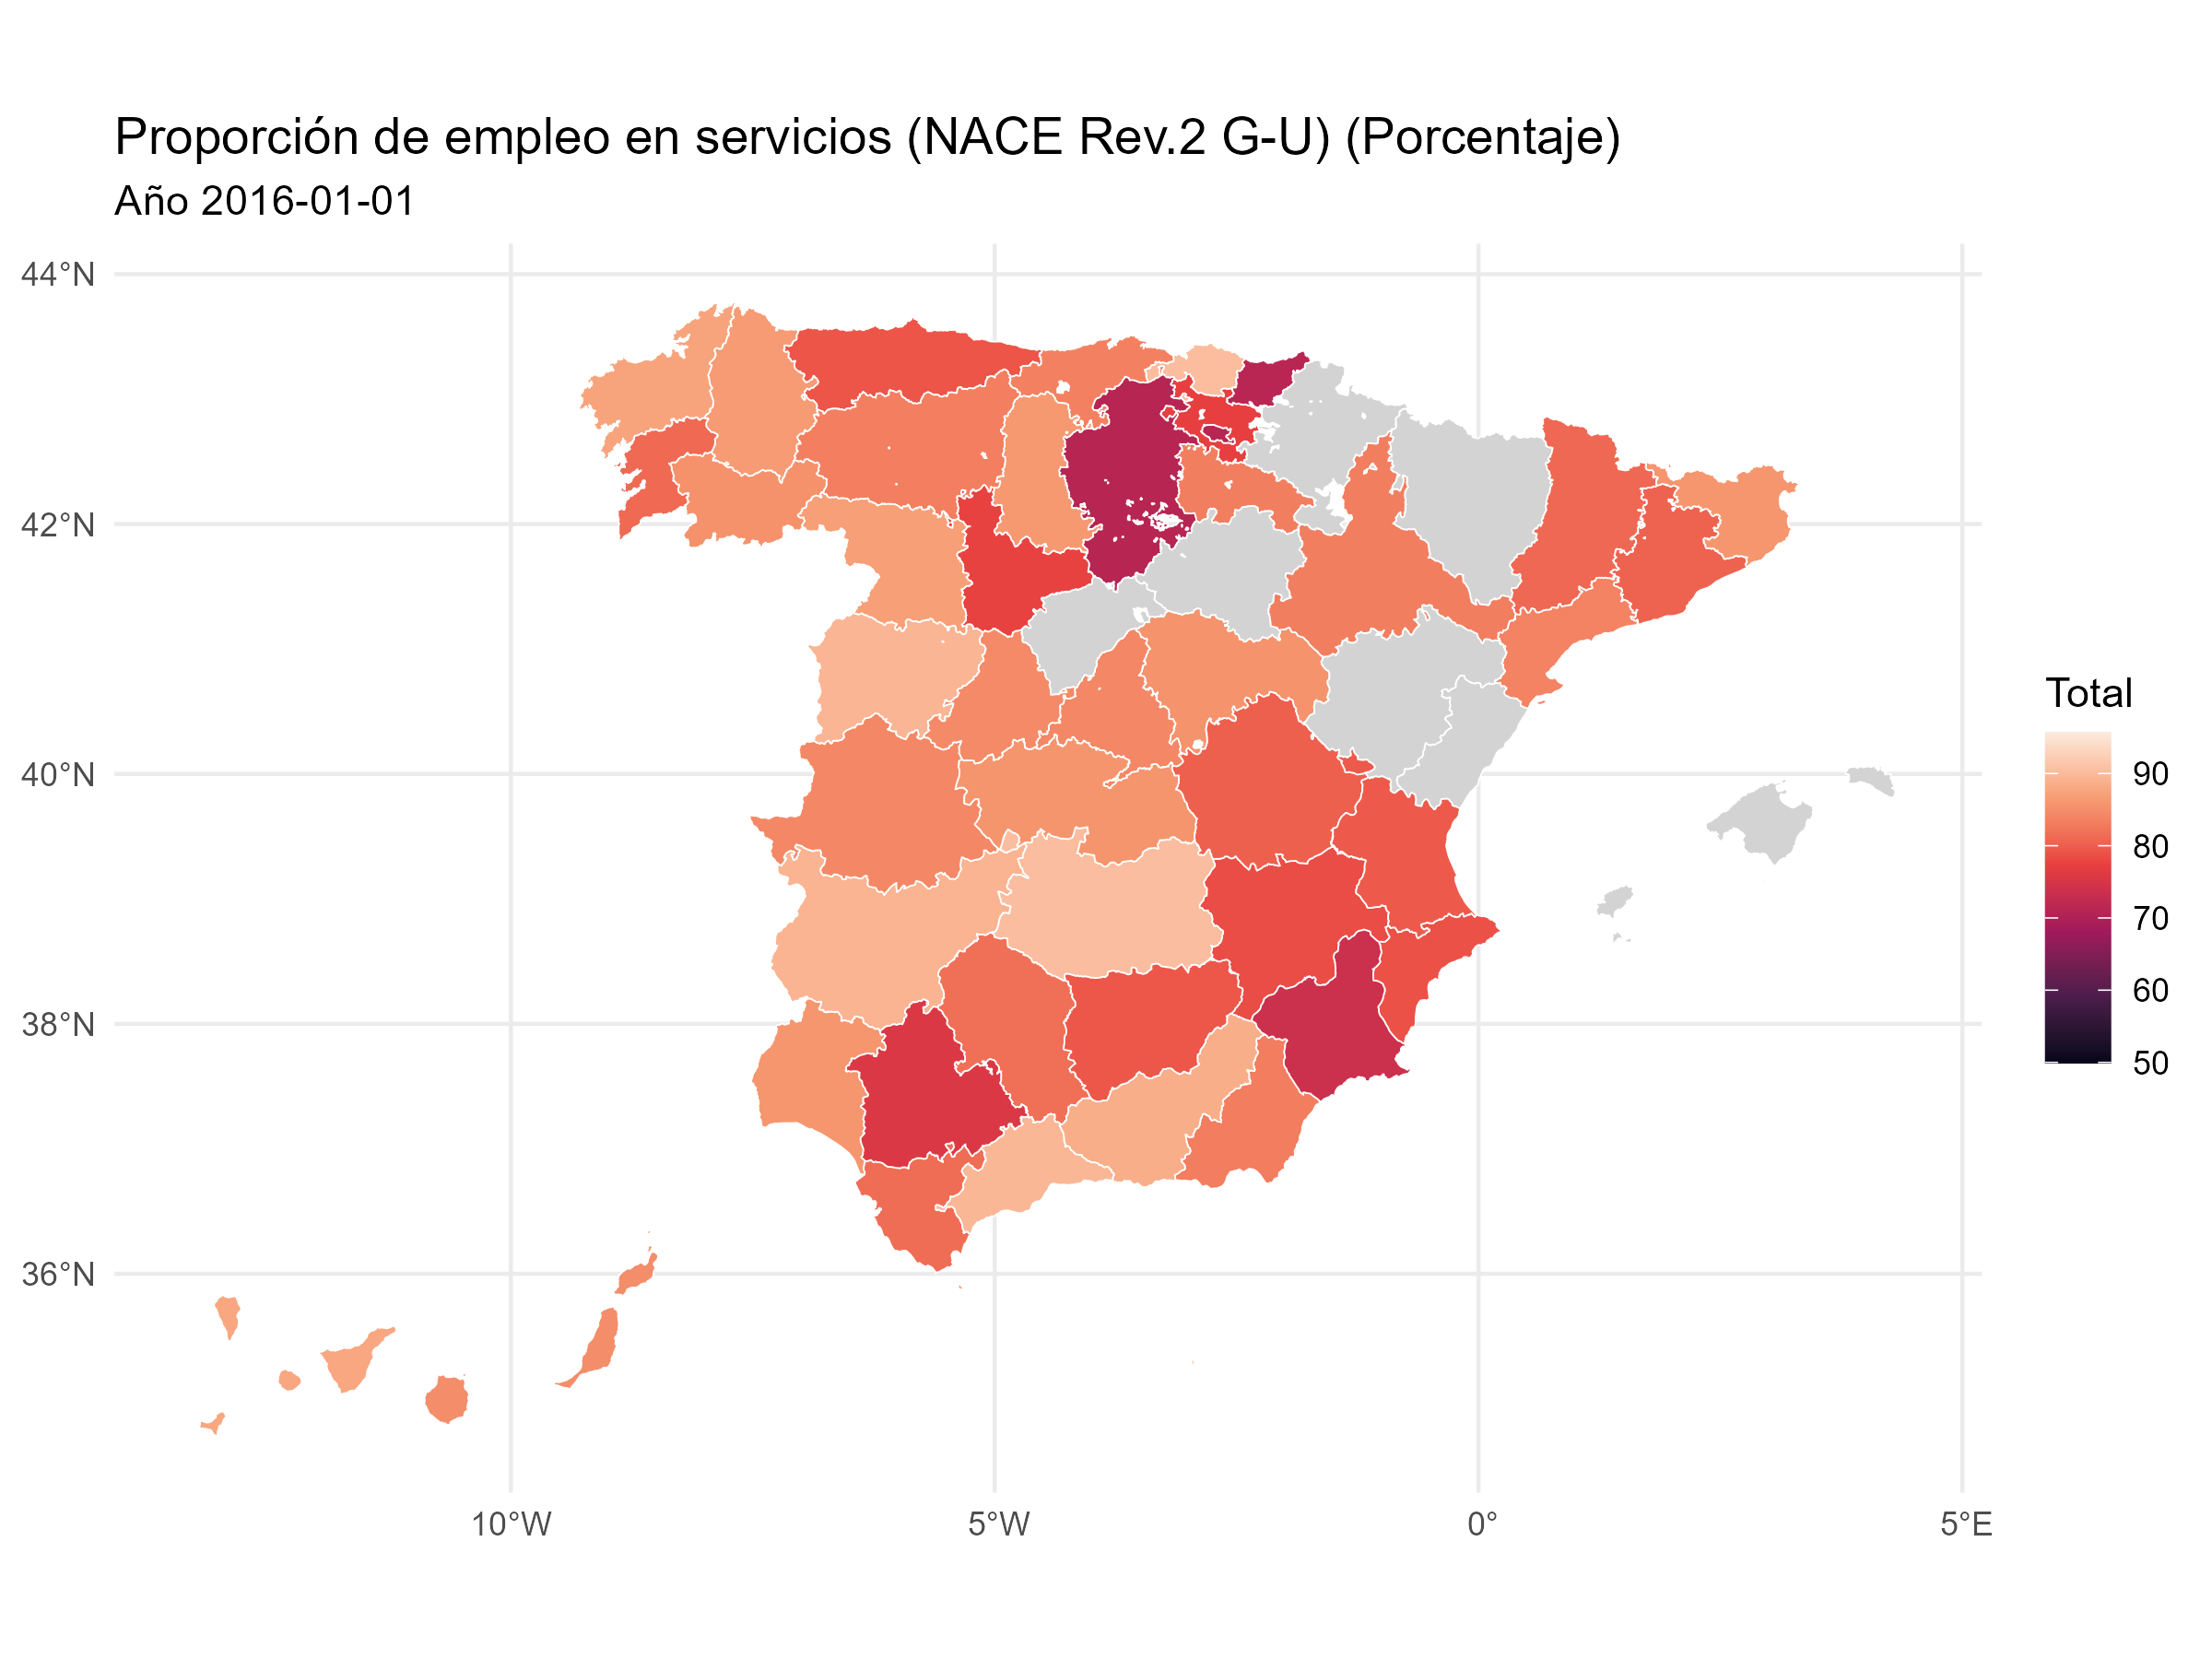 Proporción de empleo en servicios (NACE Rev.2 G-U) (Porcentaje)
Año 2016-01-01
44°N
42°N
40°N
38°N
36°N
10°W
5°W
0°
5°E
Total
90
80
70
60
50